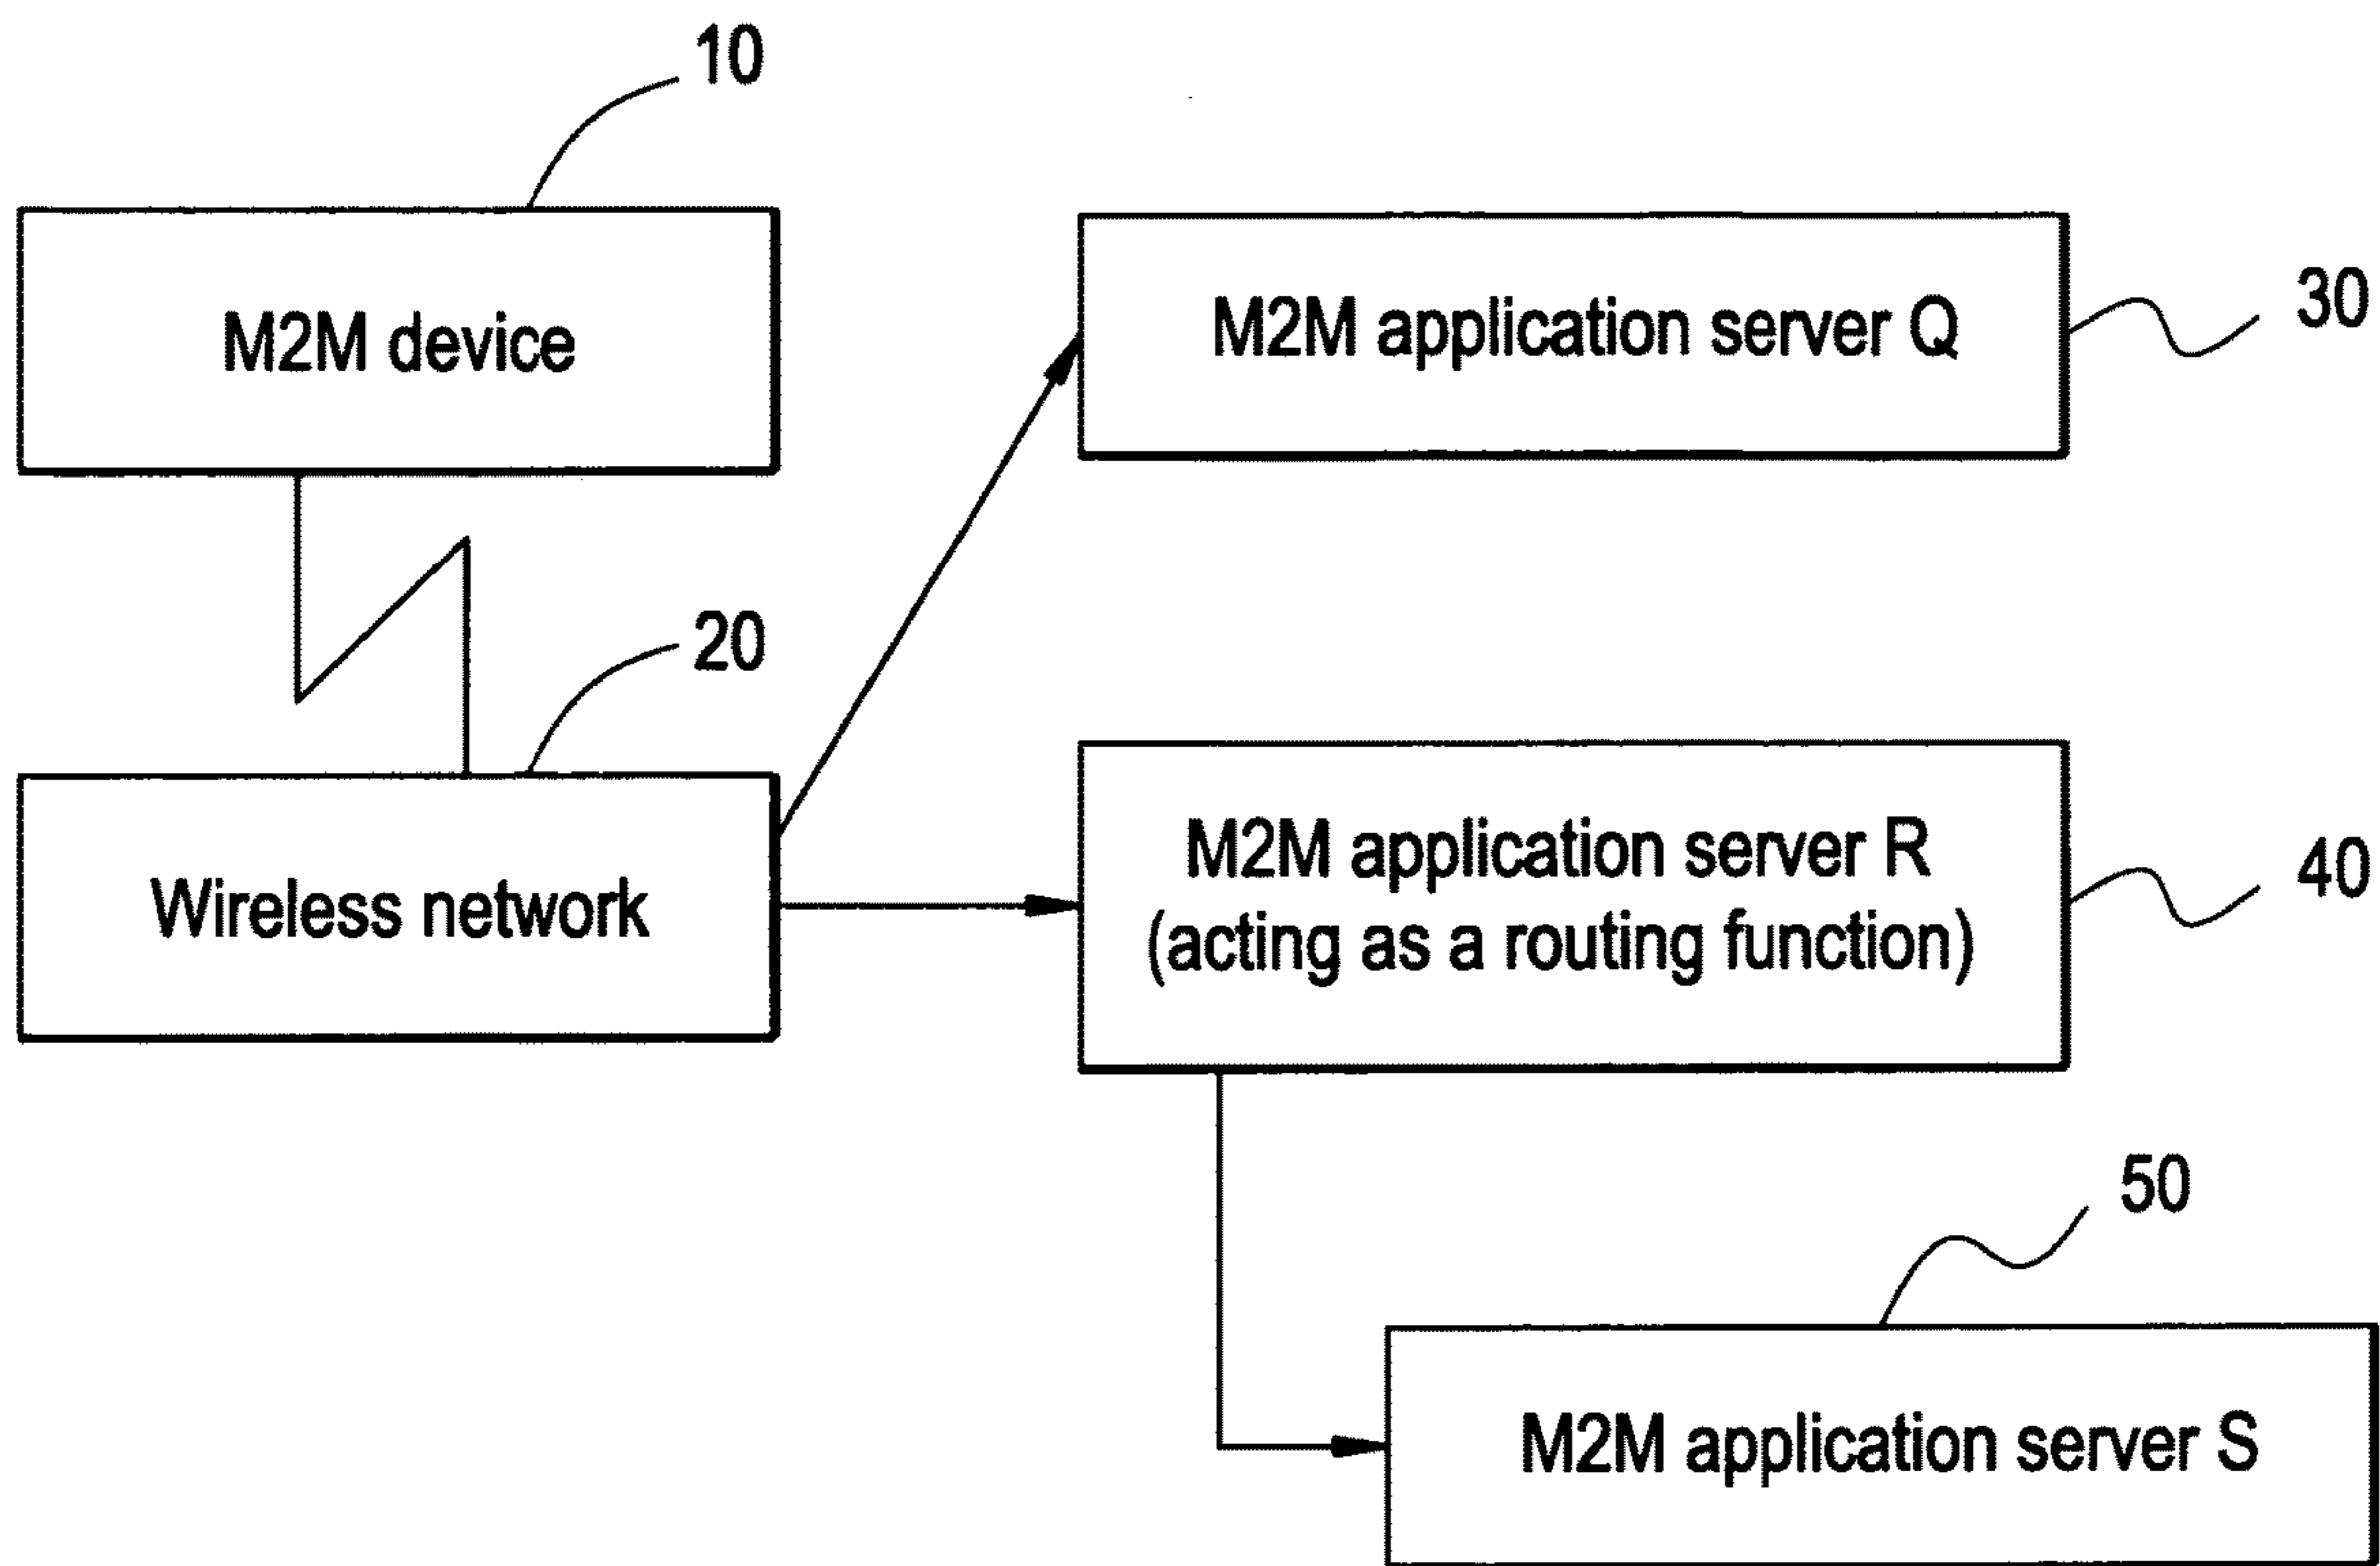 10
M2M device
M2M application server Q
30
20
Wireless network
M2M application server R
(acting as a routing function)
40
50
M2M application server S